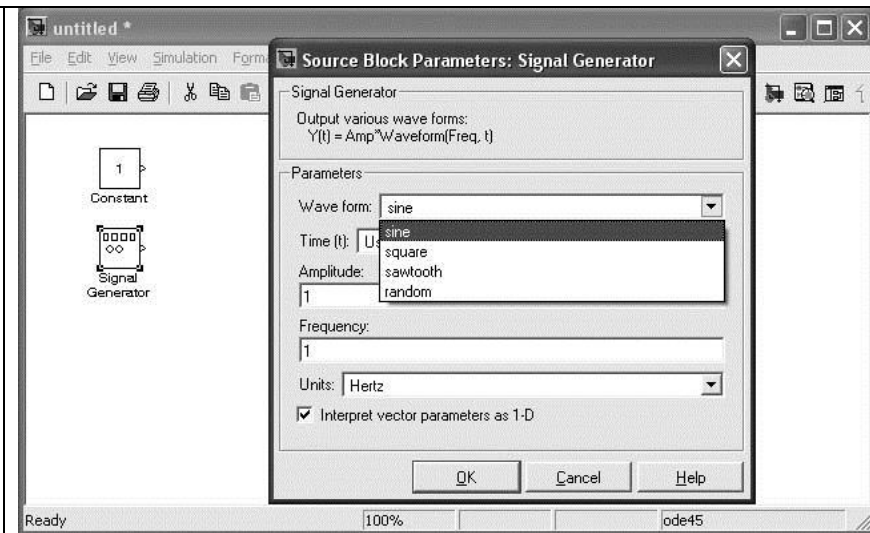 untitled *
File Edit View Simulation
Source Block Parameters: Signal Generator
Signal Generator
Output various wave forms:
Y(t) = Amp*Waveform(Freq, t)
Parameters
Wave form: sine
sine
square
sawtooth
random
Time (t):
Amplitude:
1
Frequency:
1
Units: Hertz
Interpret vector parameters as 1-D
OK Cancel Help
1
Constant
Signal
Generator
Ready 100% ode45